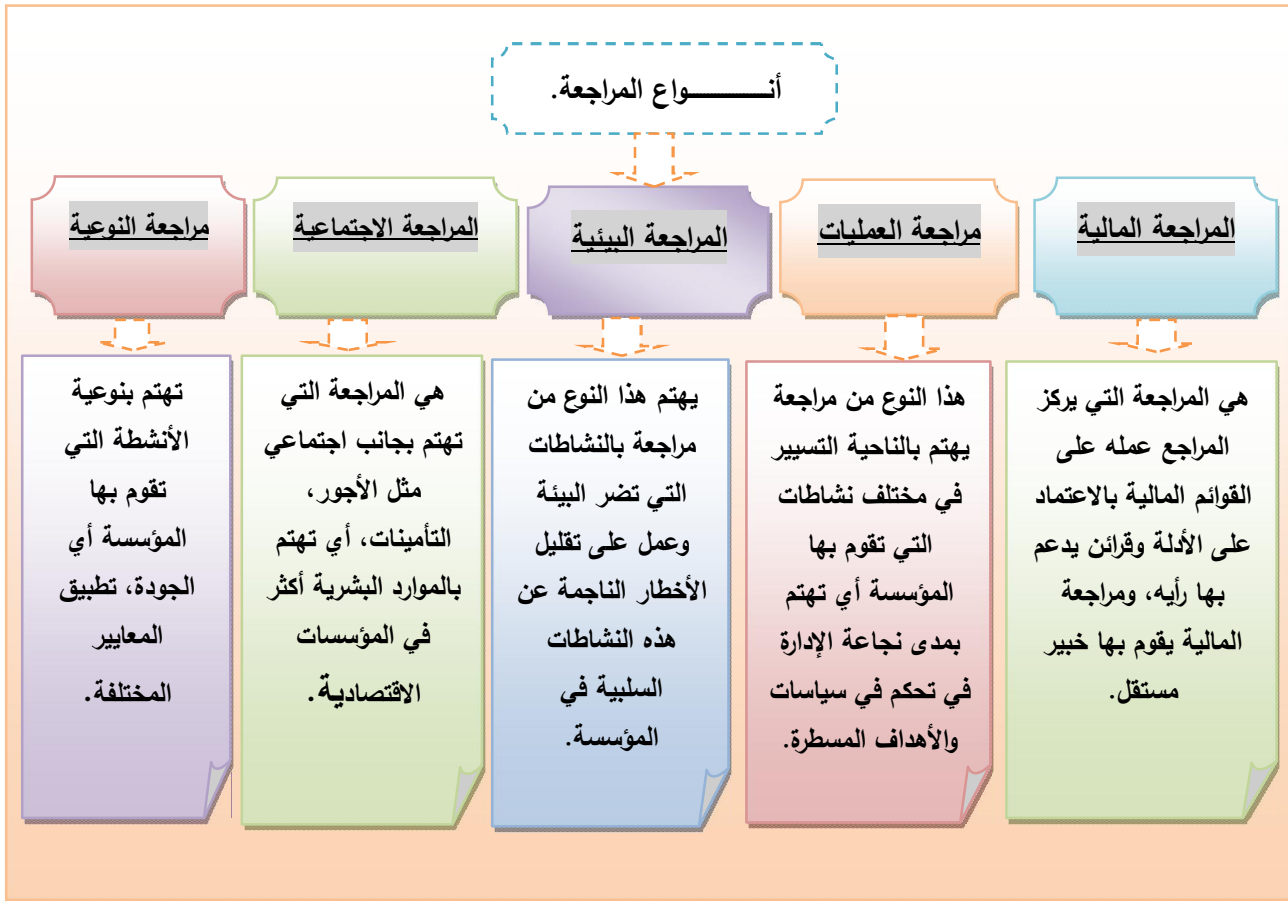 أنــــــــــواع المراجعة.
المراجعة المالية
مراجعة العمليات
المراجعة البيئية
المراجعة الاجتماعية
مراجعة النوعية
هي المراجعة التي يركز
المراجع عمله على
القوائم المالية بالاعتماد
على الأدلة وقرائن يدعم
بها رأيه، ومراجعة
المالية يقوم بها خبير
مستقل.
هذا النوع من مراجعة
يهتم بالناحية التسيير
في مختلف نشاطات
التي تقوم بها
المؤسسة أي تهتم
بمدى نجاعة الإدارة
في تحكم في سياسات
والأهداف المسطرة.
يهتم هذا النوع من
مراجعة بالنشاطات
التي تضر البيئة
وعمل على تقليل
الأخطار الناجمة عن
هذه النشاطات
السلبية في
المؤسسة.
هي المراجعة التي
تهتم بجانب اجتماعي
مثل الأجور،
التأمينات، أي تهتم
بالموارد البشرية أكثر
في المؤسسات
الاقتصادية.
تهتم بنوعية
الأنشطة التي
تقوم بها
المؤسسة أي
الجودة، تطبيق
المعايير
المختلفة.